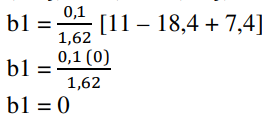 b1 = 0,1/1,62 [11 – 18,4 + 7,4]
b1 = 0,1 (0)/1,62
b1 = 0